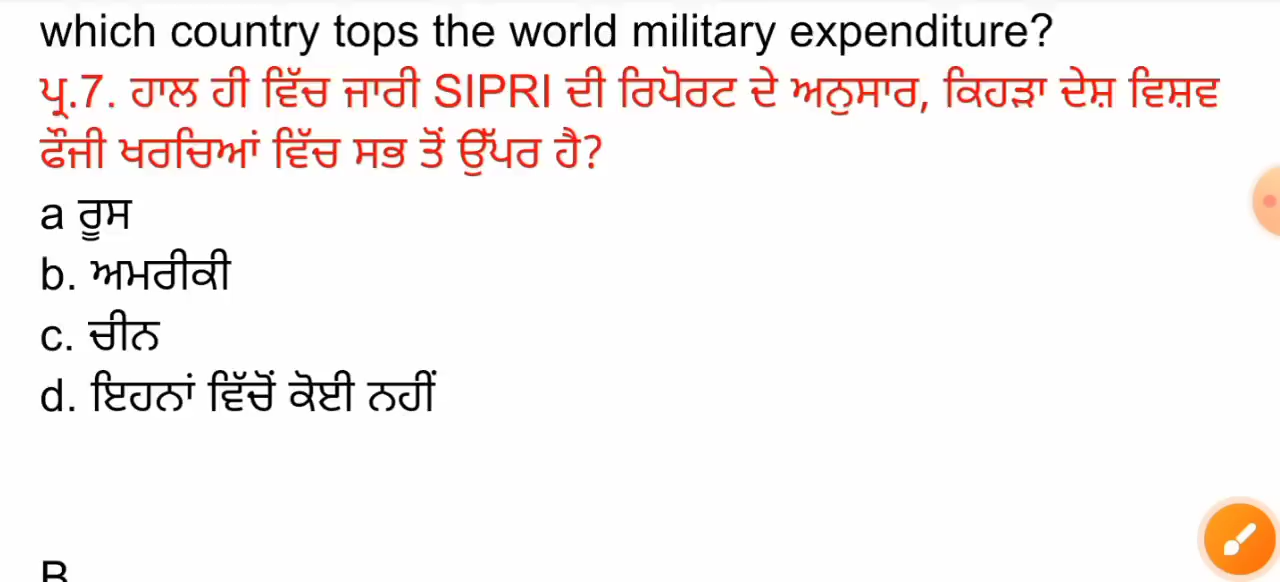 which country tops the world military expenditure?
ਪ੍ਰ.7. ਹਾਲ ਹੀ ਵਿੱਚ ਜਾਰੀ SIPRI ਦੀ ਰਿਪੋਰਟ ਦੇ ਅਨੁਸਾਰ, ਕਿਹੜਾ ਦੇਸ਼ ਵਿਸ਼ਵ
ਫੌਜੀ ਖਰਚਿਆਂ ਵਿੱਚ ਸਭ ਤੋਂ ਉੱਪਰ ਹੈ?
a ਰੂਸ
b. ਅਮਰੀਕੀ
c. ਚੀਨ
d. ਇਹਨਾਂ ਵਿੱਚੋਂ ਕੋਈ ਨਹੀਂ
B